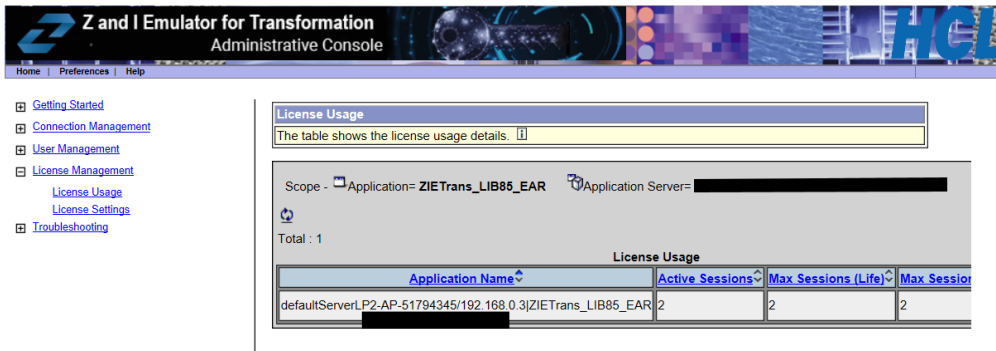 Z and I Emulator for Transformation
Administrative Console
HCL
Home | Preferences | Help
Getting Started
Connection Management
User Management
License Management
License Usage
License Settings
Troubleshooting
License Usage
The table shows the license usage details.
Scope - Application= ZIETrans_LIB85_EAR Application Server=
Total : 1
License Usage
Application Name Active Sessions Max Sessions (Life) Max Session
defaultServerLP2-AP-51794345/192.168.0.3|ZIETrans_LIB85_EAR 2 2 2